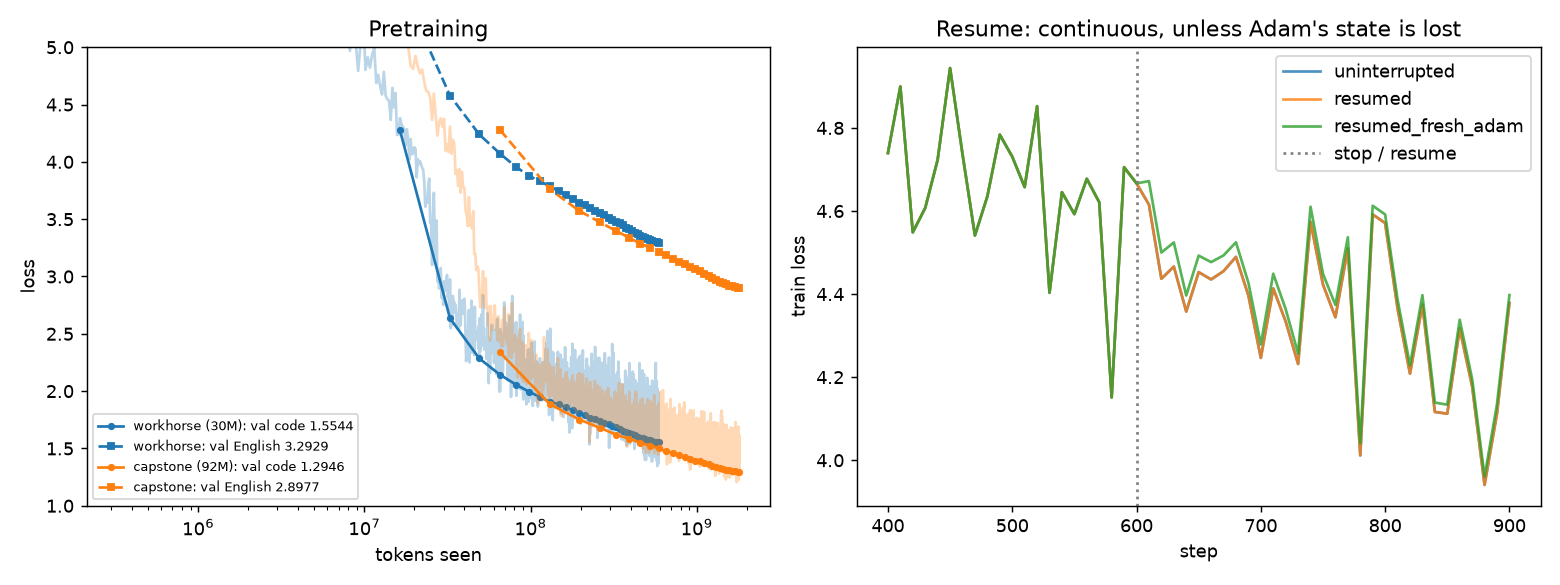 Pretraining
5.0
4.5
4.0
3.5
3.0
2.5
2.0
1.5
1.0
loss
workhorse (30M): val code 1.5544
workhorse: val English 3.2929
capstone (92M): val code 1.2946
capstone: val English 2.8977
10⁶
10⁷
10⁸
10⁹
tokens seen
Resume: continuous, unless Adam's state is lost
4.8
4.6
4.4
4.2
4.0
train loss
uninterrupted
resumed
resumed_fresh_adam
stop / resume
400
500
600
700
800
900
step